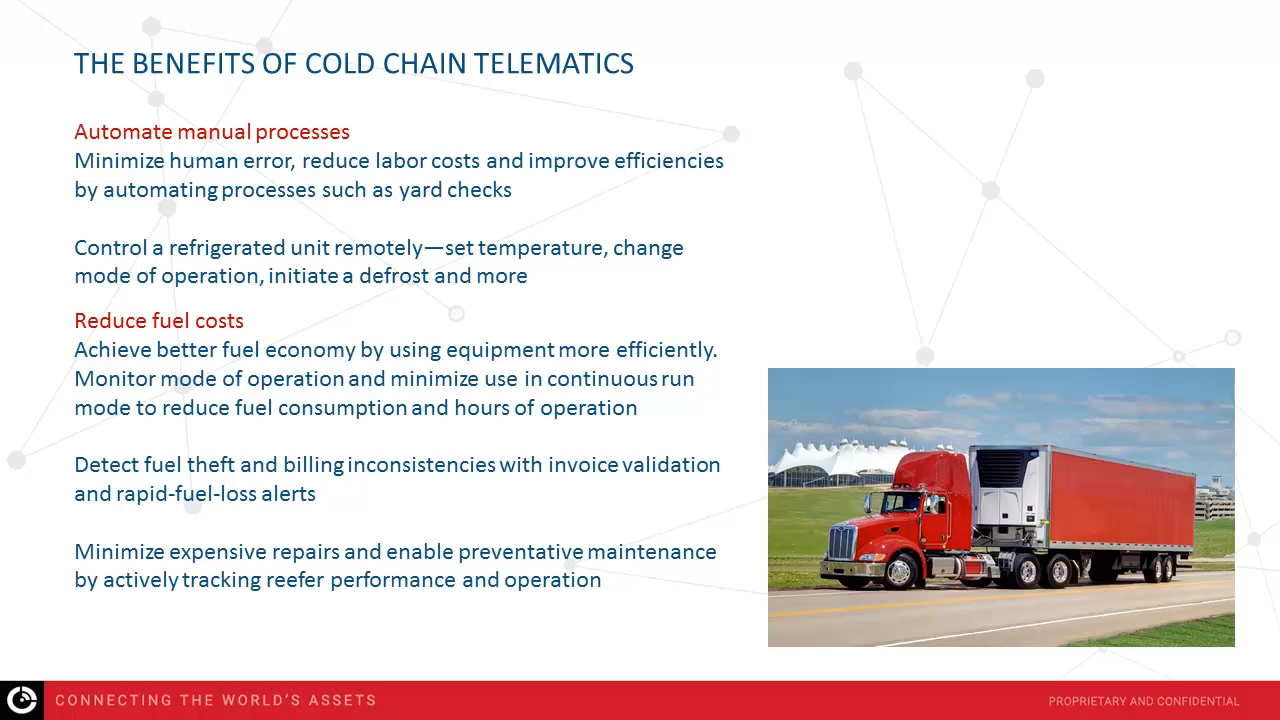 THE BENEFITS OF COLD CHAIN TELEMATICS
Automate manual processes
Minimize human error, reduce labor costs and improve efficiencies
by automating processes such as yard checks
Control a refrigerated unit remotely—set temperature, change
mode of operation, initiate a defrost and more
Reduce fuel costs
Achieve better fuel economy by using equipment more efficiently.
Monitor mode of operation and minimize use in continuous run
mode to reduce fuel consumption and hours of operation
Detect fuel theft and billing inconsistencies with invoice validation
and rapid-fuel-loss alerts
Minimize expensive repairs and enable preventative maintenance
by actively tracking reefer performance and operation
CONNECTING THE WORLD'S ASSETS
PROPRIETARY AND CONFIDENTIAL